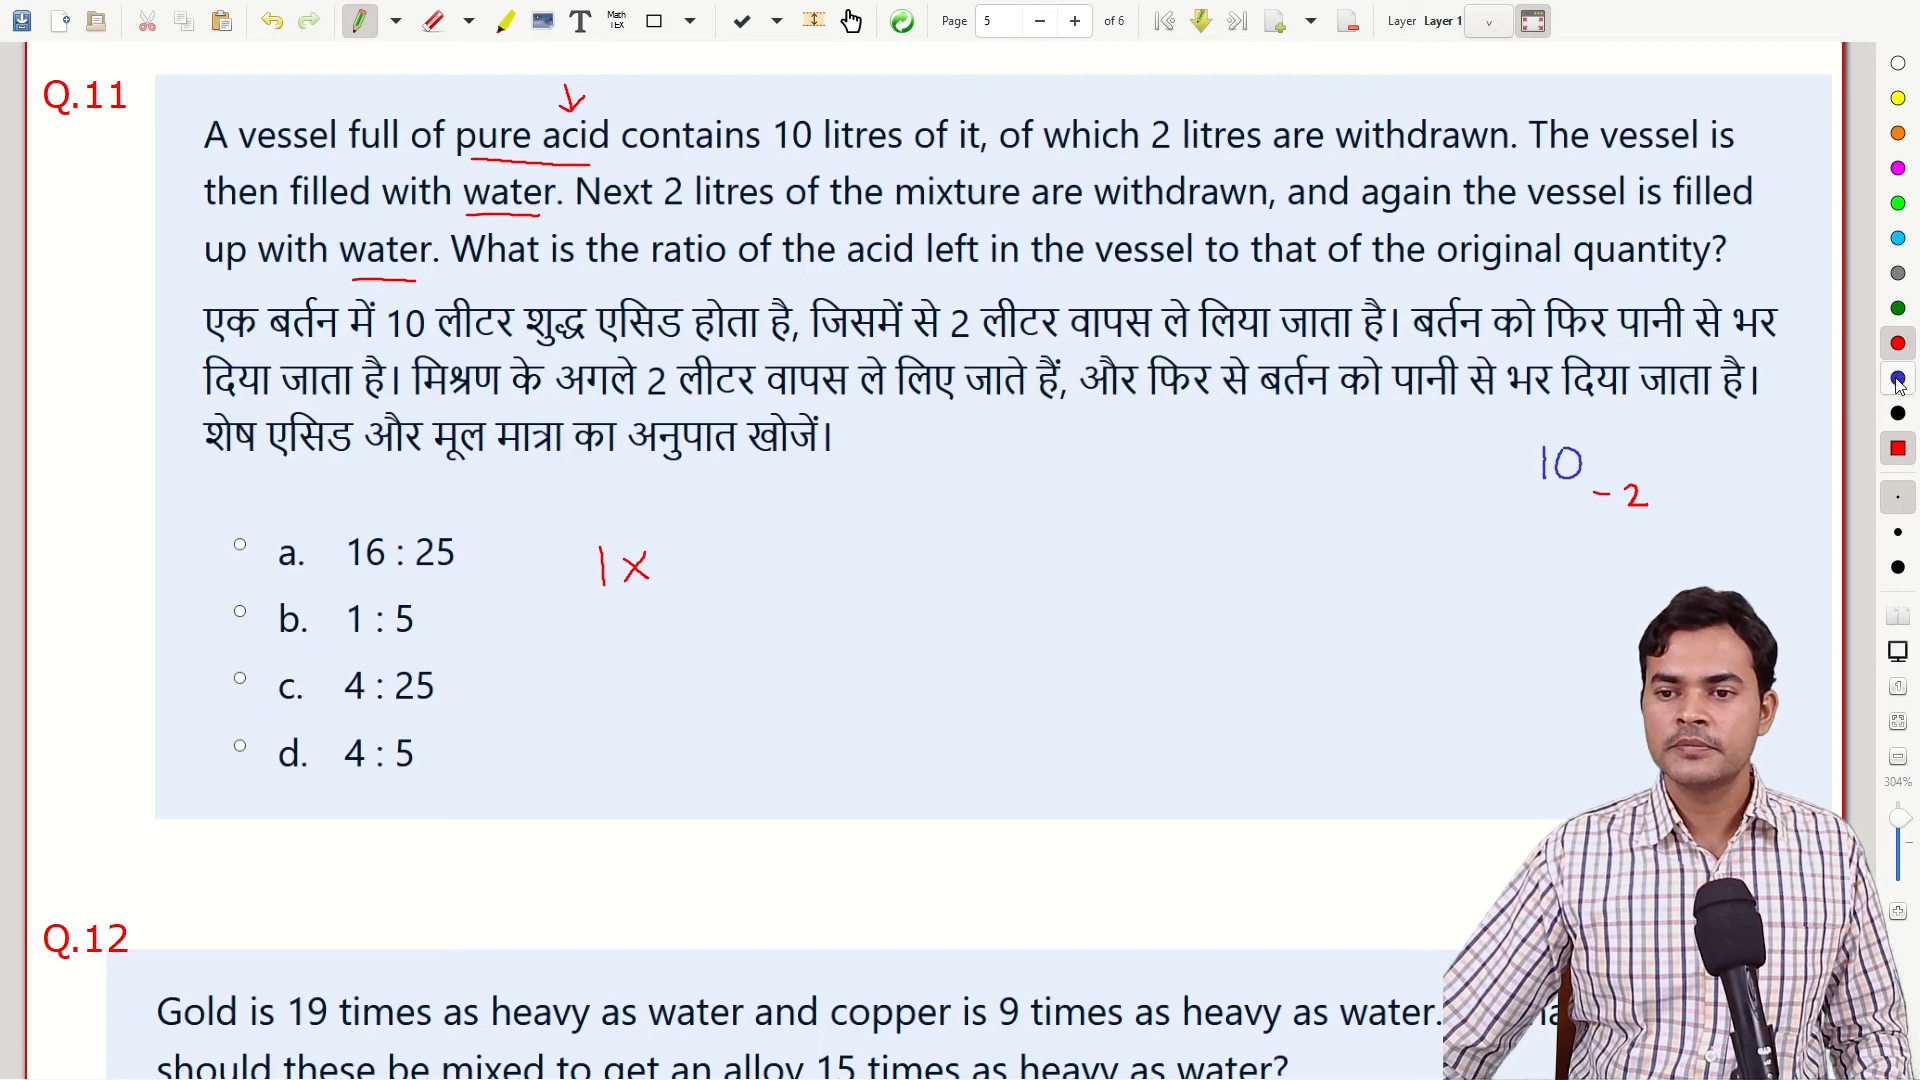 Math
TEX
Page 5 of 6
Layer Layer 1
Q.11
A vessel full of pure acid contains 10 litres of it, of which 2 litres are withdrawn. The vessel is
then filled with water. Next 2 litres of the mixture are withdrawn, and again the vessel is filled
up with water. What is the ratio of the acid left in the vessel to that of the original quantity?
एक बर्तन में 10 लीटर शुद्ध एसिड होता है, जिसमें से 2 लीटर वापस ले लिया जाता है। बर्तन को फिर पानी से भर
दिया जाता है। मिश्रण के अगले 2 लीटर वापस ले लिए जाते हैं, और फिर से बर्तन को पानी से भर दिया जाता है।
शेष एसिड और मूल मात्रा का अनुपात खोजें।
10
- 2
a. 16 : 25
1 ×
b. 1 : 5
c. 4 : 25
d. 4 : 5
304%
Q.12
Gold is 19 times as heavy as water and copper is 9 times as heavy as water.
should these be mixed to get an alloy 15 times as heavy as water?